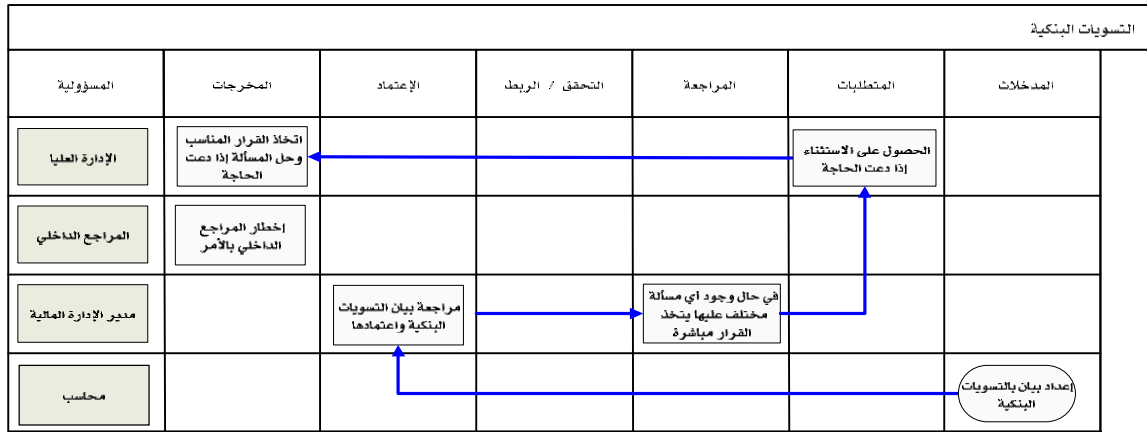 التسويات البنكية
المدخلات
المتطلبات
المراجعة
التحقق / الربط
الإعتماد
المخرجات
المسؤولية
الحصول على الاستثناء
إذا دعت الحاجة
اتخاذ القرار المناسب
وحل المسألة إذا دعت
الحاجة
الإدارة العليا
إخطار المراجع
الداخلي بالأمر
المراجع الداخلي
في حال وجود أي مسألة
مختلف عليها يتخذ
القرار مباشرة
مراجعة بيان التسويات
البنكية واعتمادها
مدير الإدارة المالية
إعداد بيان بالتسويات
البنكية
محاسب